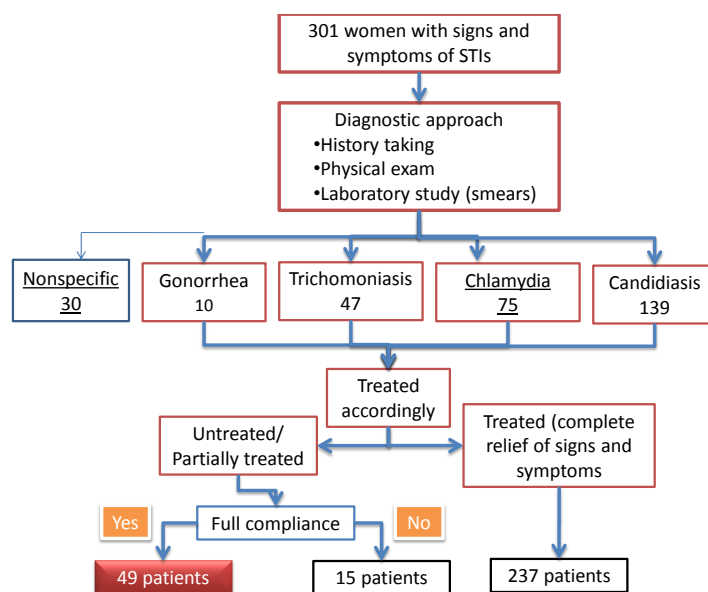 301 women with signs and
symptoms of STIs
Diagnostic approach
•History taking
•Physical exam
•Laboratory study (smears)
Nonspecific
30
Gonorrhea
10
Trichomoniasis
47
Chlamydia
75
Candidiasis
139
Treated
accordingly
Untreated/
Partially treated
Treated (complete
relief of signs and
symptoms
Yes
Full compliance
No
49 patients
15 patients
237 patients